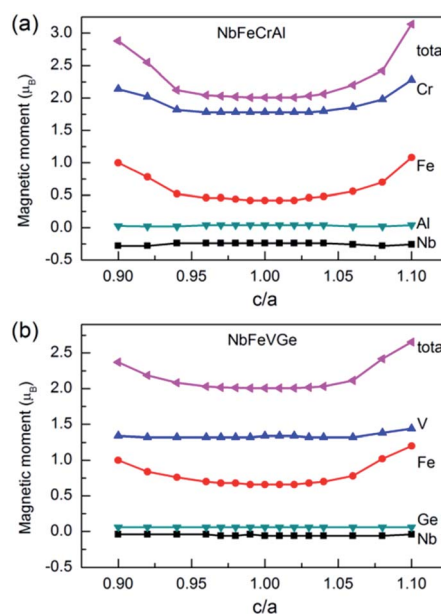 (a)
NbFeCrAl
tota
Cr
Fe
Al
Nb
Magnetic moment (μB)
3.0
2.5
2.0
1.5
1.0
0.5
0.0
-0.5
0.90 0.95 1.00 1.05 1.10
c/a
(b)
NbFeVGe
tota
V
Fe
Ge
Nb
Magnetic moment (μB)
2.5
2.0
1.5
1.0
0.5
0.0
-0.5
0.90 0.95 1.00 1.05 1.10
c/a